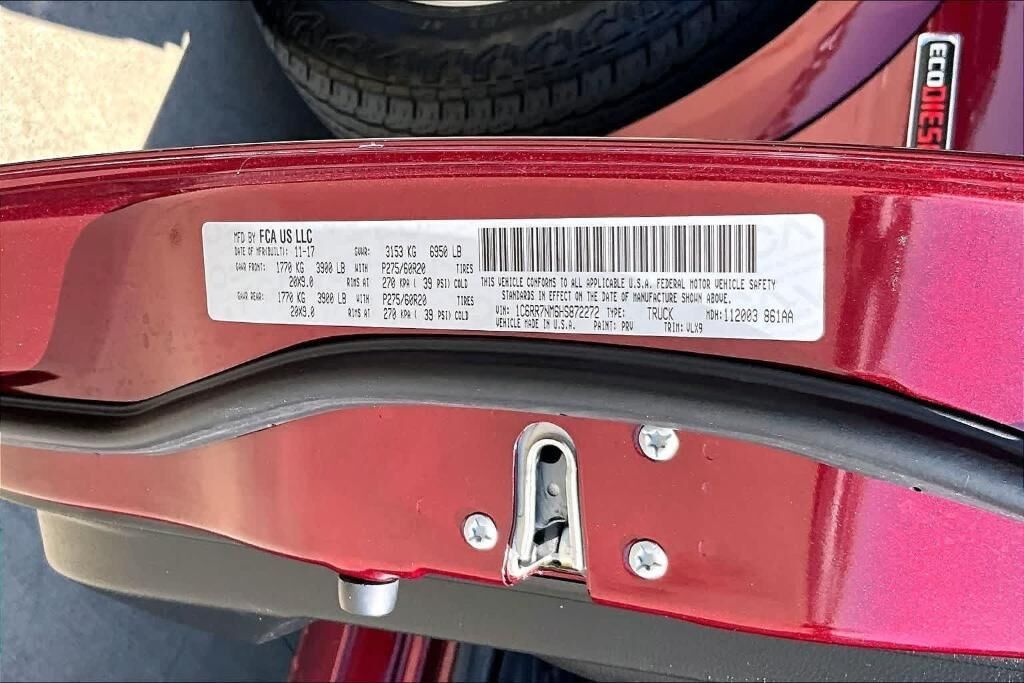 ECODIES
MFD BY FCA US LLC
DATE OF MFR(BUILT): 11-17 GVWR: 3153 KG 6950 LB
GAWR FRONT: 1770 KG 3900 LB WITH P275/60R20 TIRES
20X9.0 RIMS AT 270 KPA ( 39 PSI) COLD
GAWR REAR: 1770 KG 3900 LB WITH P275/60R20 TIRES
20X9.0 RIMS AT 270 KPA ( 39 PSI) COLD
THIS VEHICLE CONFORMS TO ALL APPLICABLE U.S.A. FEDERAL MOTOR VEHICLE SAFETY
STANDARDS IN EFFECT ON THE DATE OF MANUFACTURE SHOWN ABOVE.
VIN: 1C6RR7NM6HS872272 TYPE: TRUCK MDH: 112003 861AA
VEHICLE MADE IN U.S.A. PAINT: PRV TRIM: VLX9